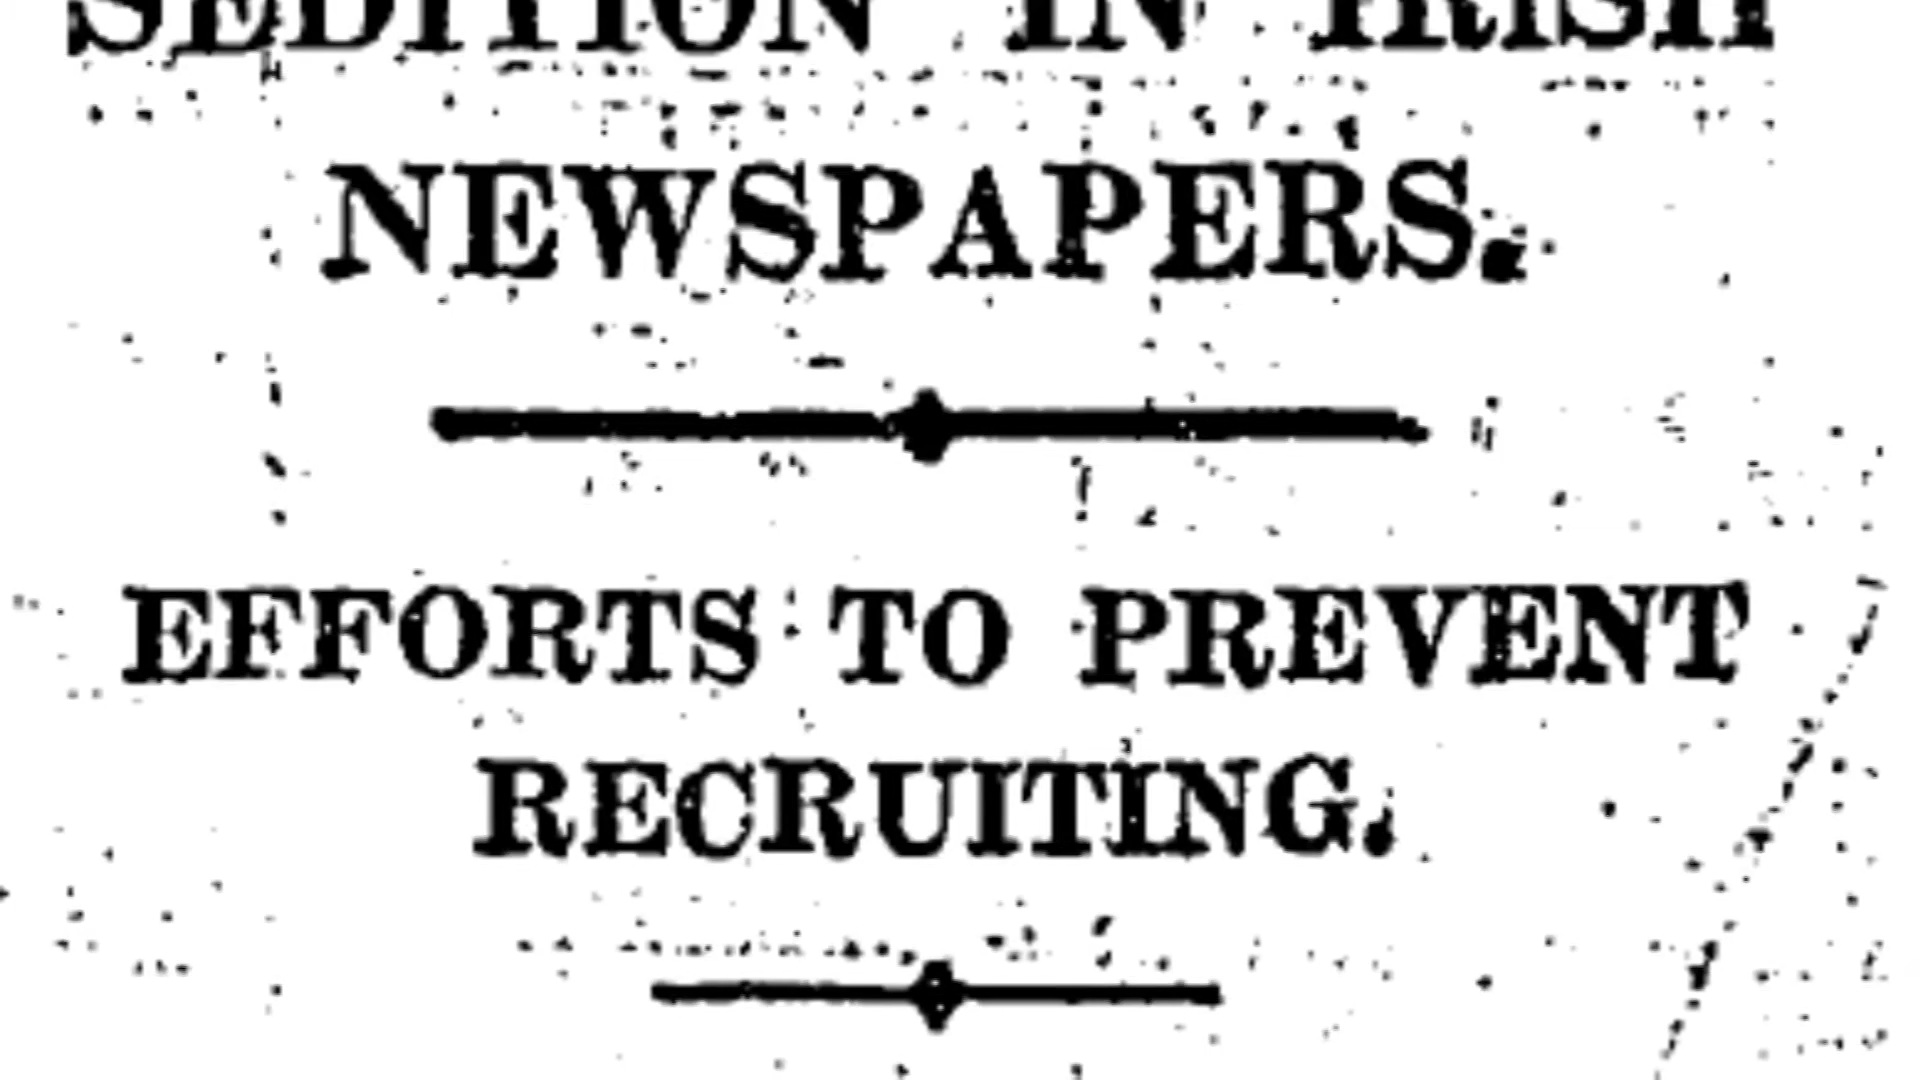 SEDITION IN IRISH
NEWSPAPERS.
EFFORTS TO PREVENT
RECRUITING.